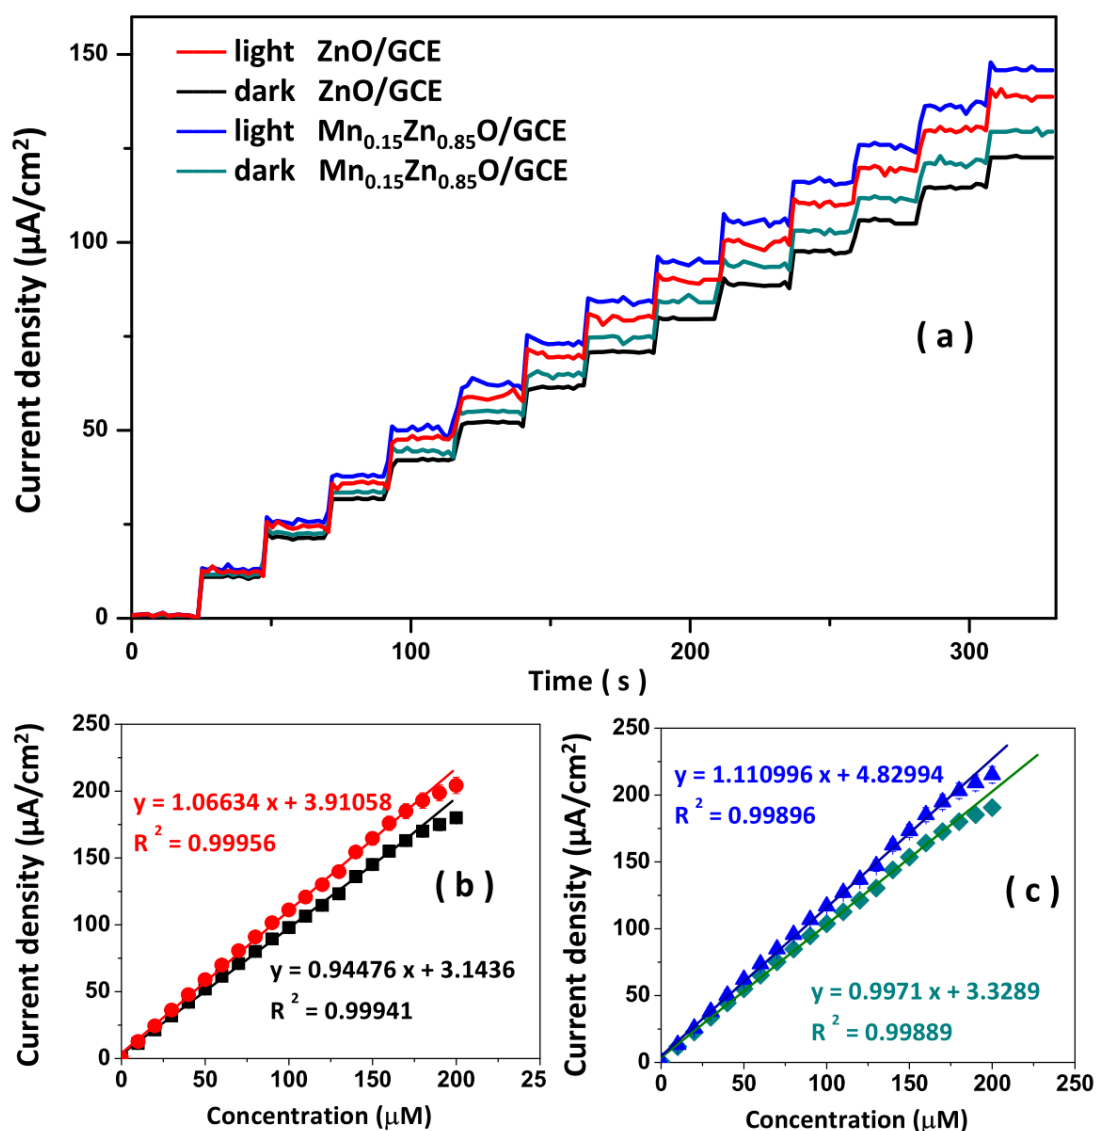 150
100
50
0
Current density (µA/cm²)
light ZnO/GCE
dark ZnO/GCE
light Mn₀.₁₅Zn₀.₈₅O/GCE
dark Mn₀.₁₅Zn₀.₈₅O/GCE
( a )
0 100 200 300
Time ( s )
250
200
150
100
50
0
Current density (µA/cm²)
y = 1.06634 x + 3.91058
R ² = 0.99956
( b )
y = 0.94476 x + 3.1436
R ² = 0.99941
0 50 100 150 200 25
Concentration (µM)
250
200
150
100
50
0
Current density (µA/cm²)
y = 1.110996 x + 4.82994
R ² = 0.99896
( c )
y = 0.9971 x + 3.3289
R ² = 0.99889
0 50 100 150 200 250
Concentration (µM)